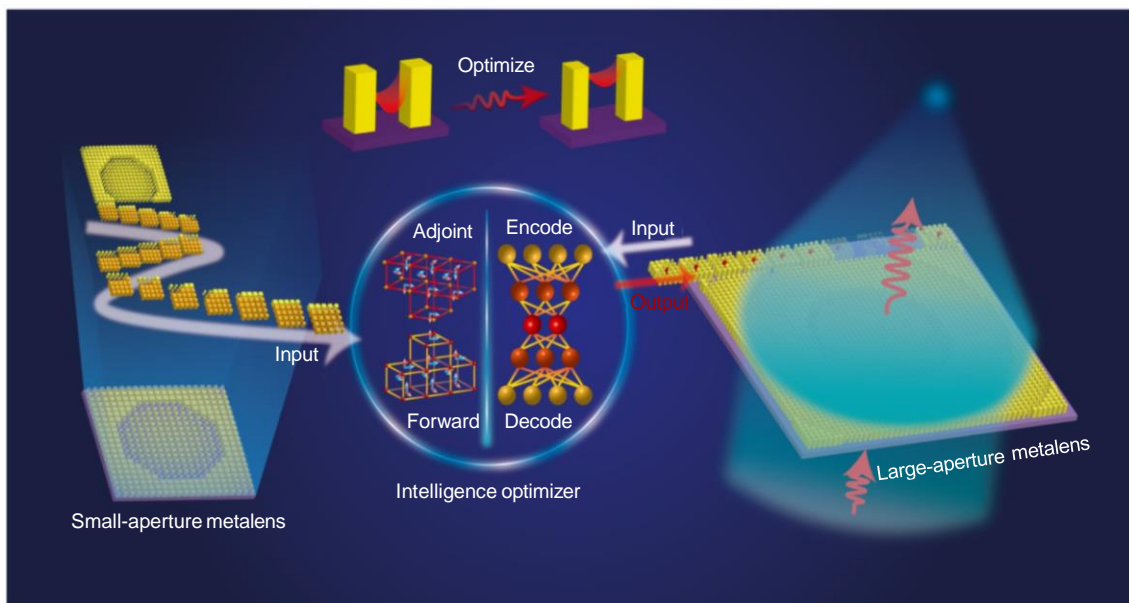 Optimize
Adjoint
Encode
Input
Output
Input
Forward
Decode
Large-aperture metalens
Intelligence optimizer
Small-aperture metalens